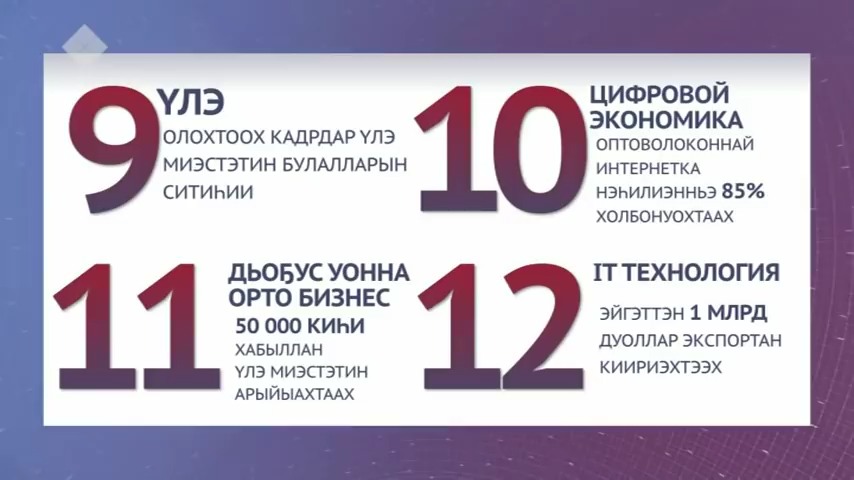 9
ҮЛЭ
ОЛОХТООХ КАДРДАР ҮЛЭ
МИЭСТЭТИН БУЛАЛЛАРЫН
СИТИҺИИ
10
ЦИФРОВОЙ
ЭКОНОМИКА
ОПТОВОЛОКОННАЙ
ИНТЕРНЕТКА
НЭҺИЛИЭННЬЭ 85%
ХОЛБОНУОХТААХ
11
ДЬОҔУС УОННА
ОРТО БИЗНЕС
50 000 КИҺИ
ХАБЫЛЛАН
ҮЛЭ МИЭСТЭТИН
АРЫЙЫАХТААХ
12
IT ТЕХНОЛОГИЯ
ЭЙГЭТТЭН 1 МЛРД
ДУОЛЛАР ЭКСПОРТАН
КИИРИЭХТЭЭХ